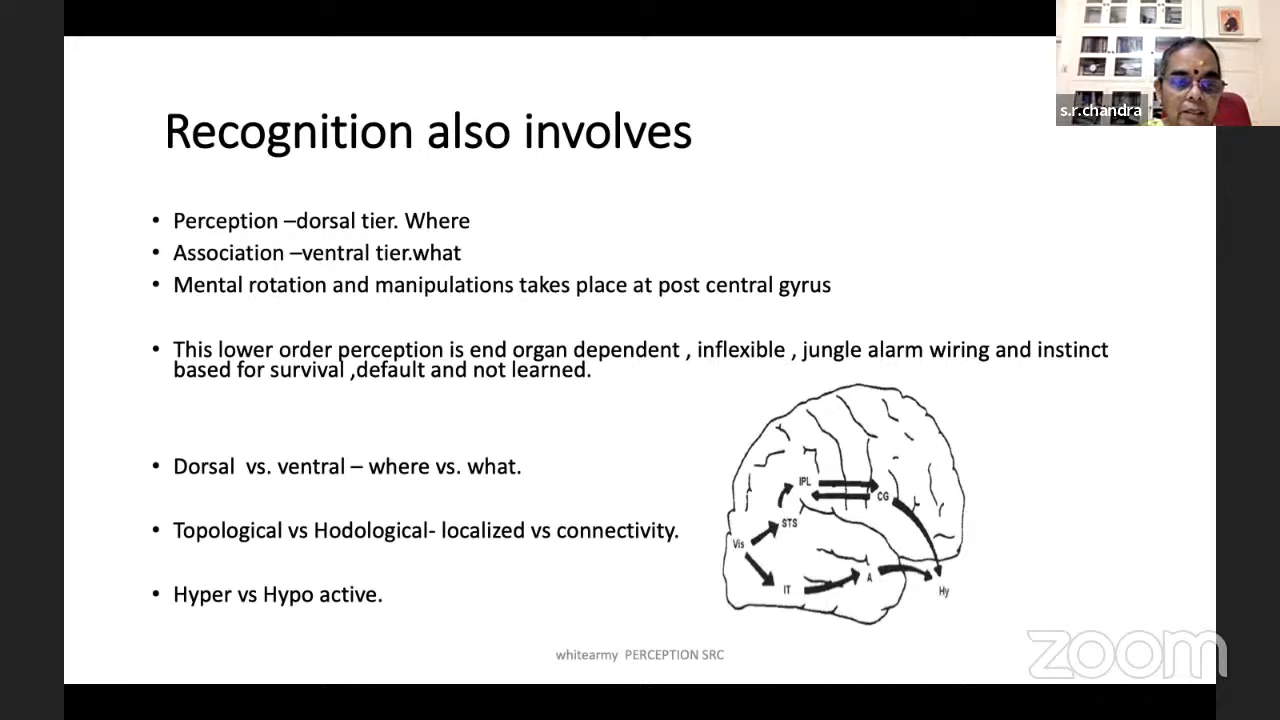 s.r.chandra
Recognition also involves
• Perception –dorsal tier. Where
• Association –ventral tier.what
• Mental rotation and manipulations takes place at post central gyrus
• This lower order perception is end organ dependent , inflexible , jungle alarm wiring and instinct
based for survival ,default and not learned.
• Dorsal  vs. ventral – where vs. what.
• Topological vs Hodological- localized vs connectivity.
• Hyper vs Hypo active.
IPL
CG
STS
Vis
IT
A
Hy
whitearmy  PERCEPTION SRC
zoom